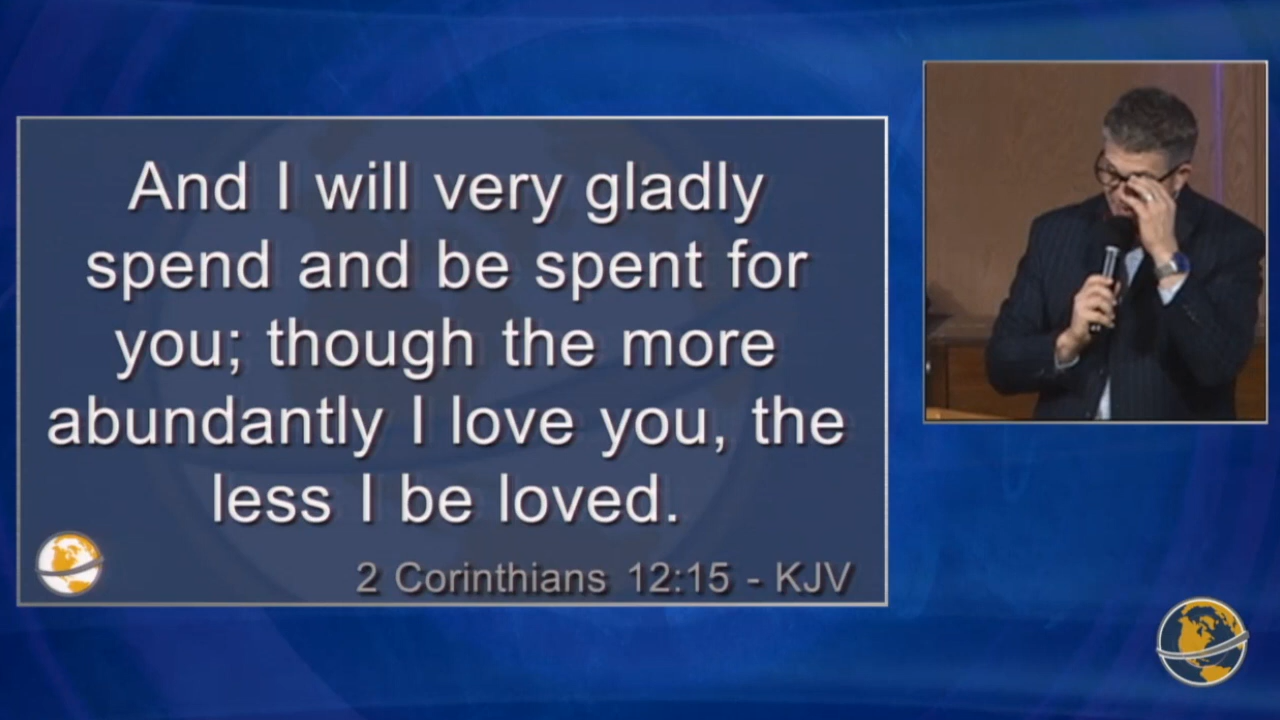 And I will very gladly
spend and be spent for
you; though the more
abundantly I love you, the
less I be loved.
2 Corinthians 12:15 - KJV